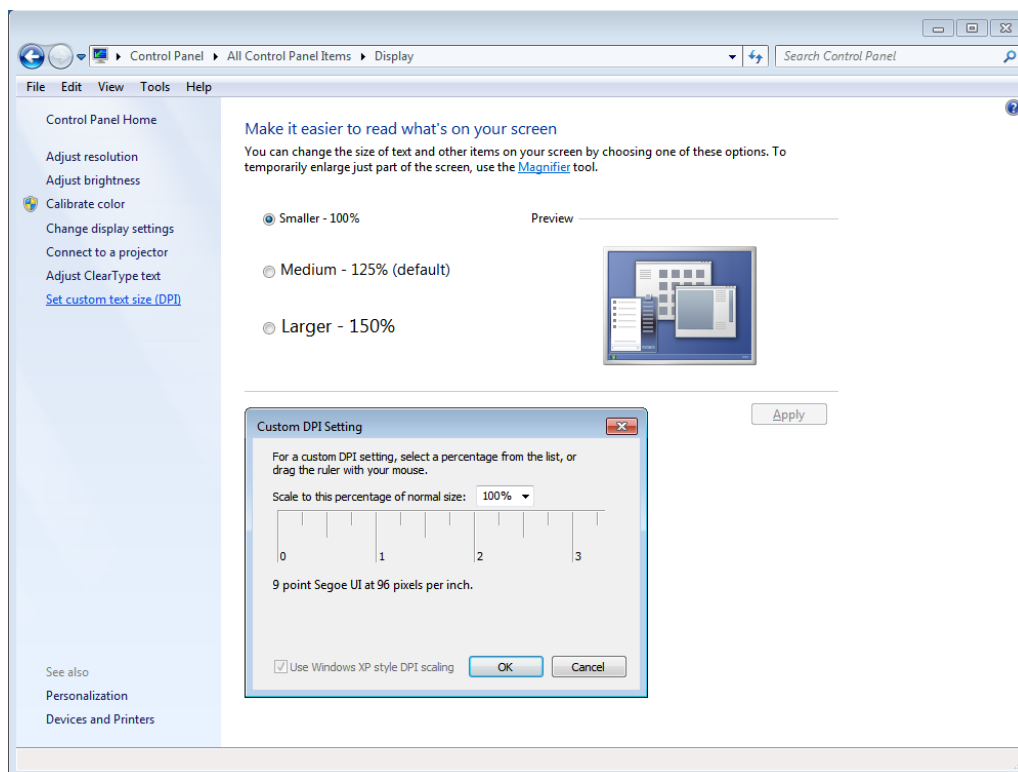 Control Panel All Control Panel Items Display Search Control Panel
File Edit View Tools Help
Control Panel Home
Adjust resolution
Adjust brightness
Calibrate color
Change display settings
Connect to a projector
Adjust ClearType text
Set custom text size (DPI)
See also
Personalization
Devices and Printers
Make it easier to read what's on your screen
You can change the size of text and other items on your screen by choosing one of these options. To
temporarily enlarge just part of the screen, use the Magnifier tool.
Smaller - 100%
Preview
Medium - 125% (default)
Larger - 150%
Apply
Custom DPI Setting
For a custom DPI setting, select a percentage from the list, or
drag the ruler with your mouse.
Scale to this percentage of normal size: 100%
0 1 2 3
9 point Segoe UI at 96 pixels per inch.
Use Windows XP style DPI scaling OK Cancel